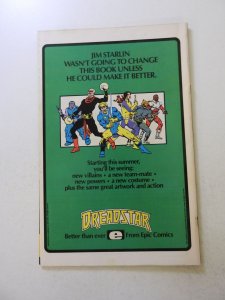 JIM STARLIN
WASN'T GOING TO CHANGE
THIS BOOK UNLESS
HE COULD MAKE IT BETTER.
Starting this summer,
you'll be seeing:
new villains • a new team-mate •
new powers • a new costume •
plus the same great artwork and action
DREADSTAR
Better than ever e From Epic Comics